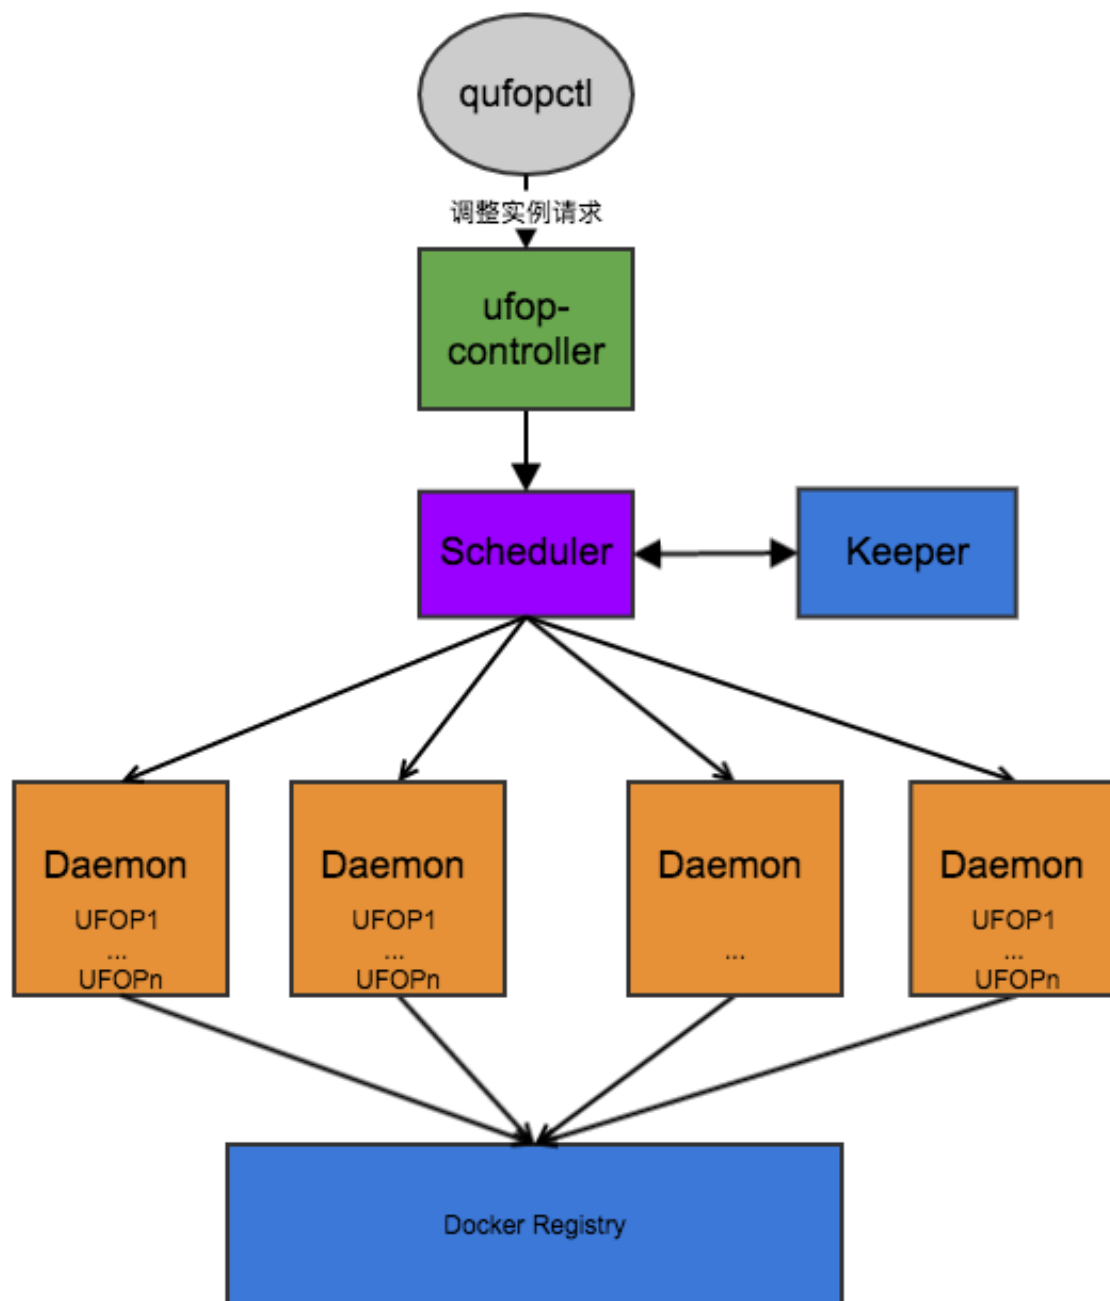 qufopctl
调整实例请求
ufop-
controller
Scheduler
Keeper
Daemon
UFOP1
...
UFOPn
Daemon
UFOP1
...
UFOPn
Daemon
...
Daemon
UFOP1
...
UFOPn
Docker Registry